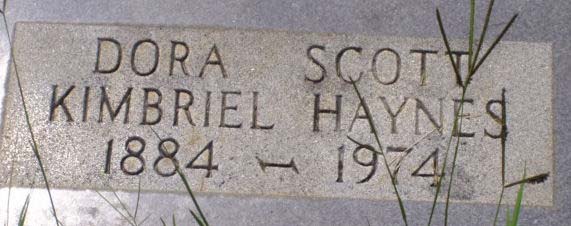 DORA SCOTT
KIMBRIEL HAYNES
1884 - 1974